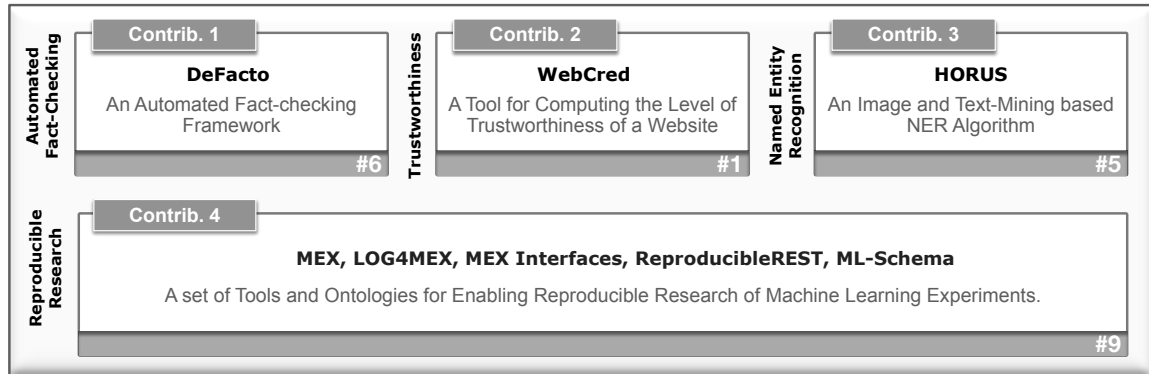 Automated
Fact-Checking
Contrib. 1
DeFacto
An Automated Fact-checking
Framework
#6
Trustworthiness
Contrib. 2
WebCred
A Tool for Computing the Level of
Trustworthiness of a Website
#1
Named Entity
Recognition
Contrib. 3
HORUS
An Image and Text-Mining based
NER Algorithm
#5
Reproducible
Research
Contrib. 4
MEX, LOG4MEX, MEX Interfaces, ReproducibleREST, ML-Schema
A set of Tools and Ontologies for Enabling Reproducible Research of Machine Learning Experiments.
#9